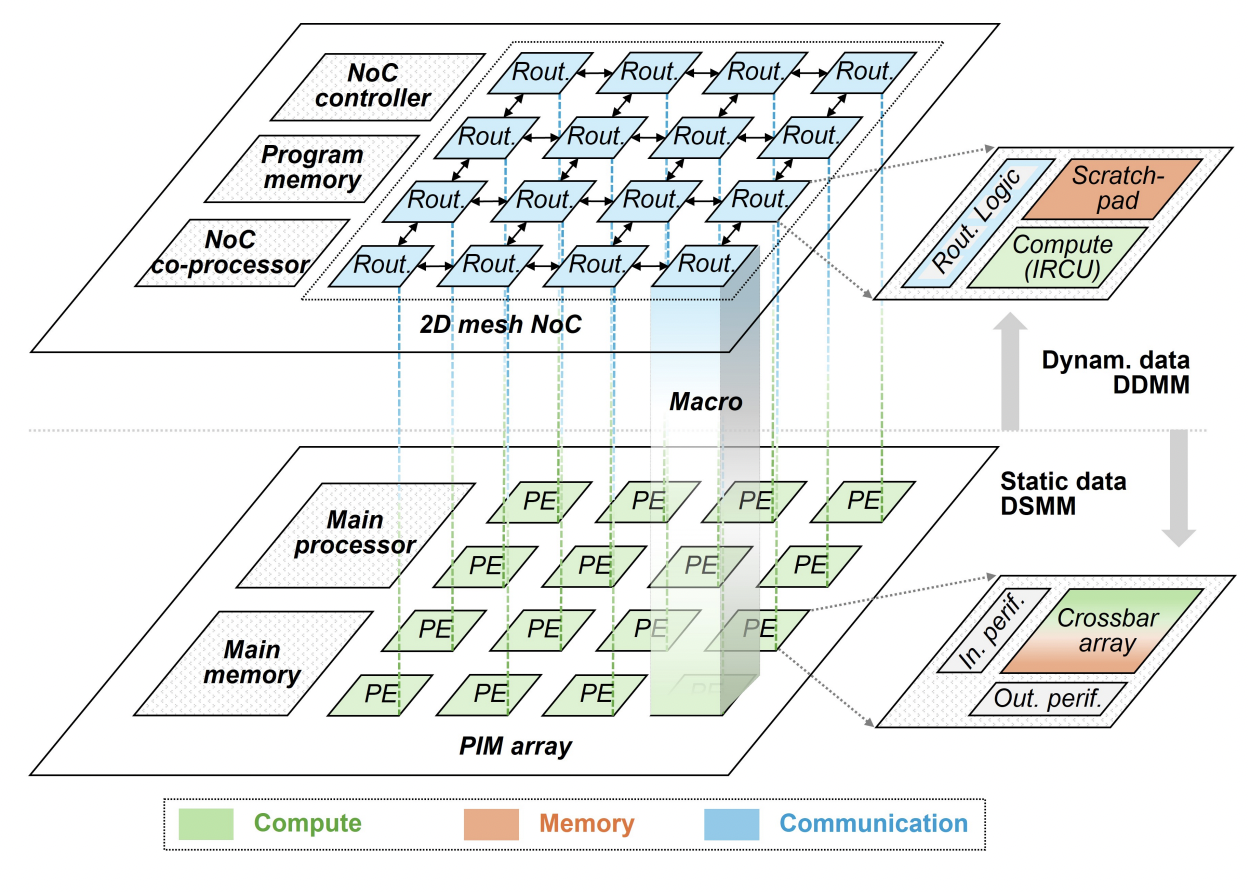 NoC
controller
Program
memory
NoC
co-processor
Rout. Rout. Rout. Rout.
Rout. Rout. Rout. Rout.
Rout. Rout. Rout. Rout.
Rout. Rout. Rout. Rout.
2D mesh NoC
Rout. Logic
Scratch-
pad
Compute
(IRCU)
Dynam. data
DDMM
Macro
Static data
DSMM
Main
processor
Main
memory
PE PE PE PE
PE PE PE PE
PE PE PE PE
PE PE PE PE
PIM array
In. perif.
Crossbar
array
Out. perif.
Compute Memory Communication